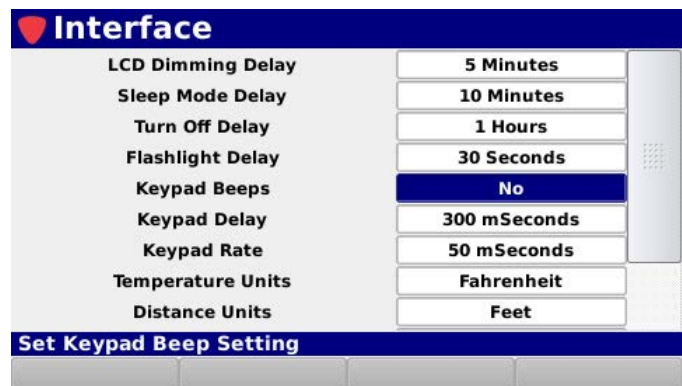 Interface
LCD Dimming Delay 5 Minutes
Sleep Mode Delay 10 Minutes
Turn Off Delay 1 Hours
Flashlight Delay 30 Seconds
Keypad Beeps No
Keypad Delay 300 mSeconds
Keypad Rate 50 mSeconds
Temperature Units Fahrenheit
Distance Units Feet
Set Keypad Beep Setting